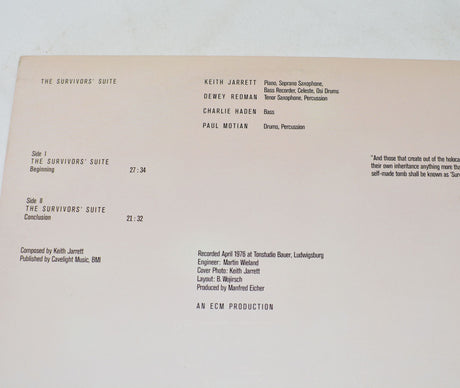 THE SURVIVORS' SUITE
KEITH JARRETT Piano, Soprano Saxophone,
Bass Recorder, Celeste, Osi Drums
DEWEY REDMAN Tenor Saxophone, Percussion
CHARLIE HADEN Bass
PAUL MOTIAN Drums, Percussion
Side I
THE SURVIVORS' SUITE
Beginning 27:34
Side II
THE SURVIVORS' SUITE
Conclusion 21:32
"And those that create out of the holoca
their own inheritance anything more tha
self-made tomb shall be known as 'Sur
Composed by Keith Jarrett
Published by Cavelight Music, BMI
Recorded April 1976 at Tonstudio Bauer, Ludwigsburg
Engineer: Martin Wieland
Cover Photo: Keith Jarrett
Layout: B. Wojirsch
Produced by Manfred Eicher
AN ECM PRODUCTION